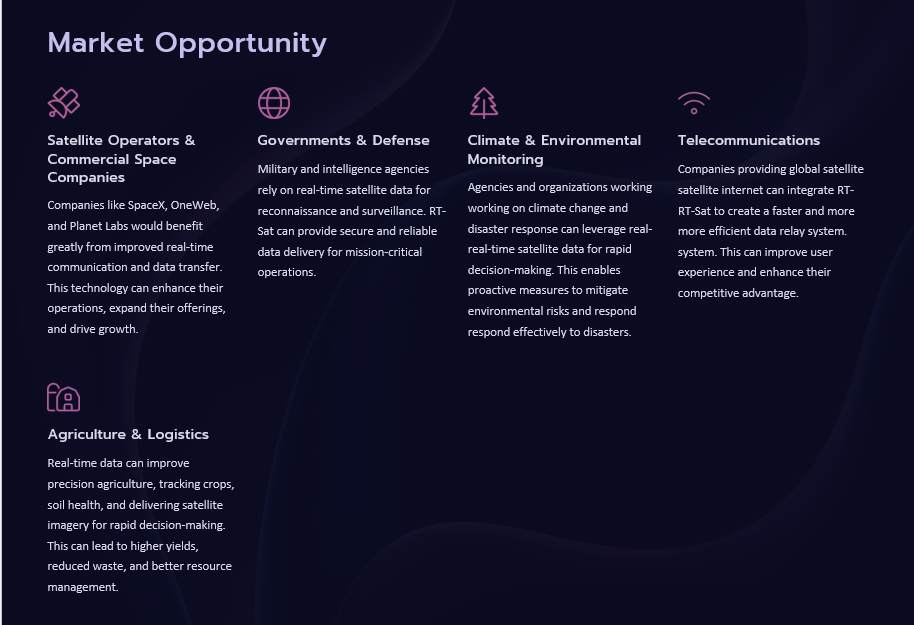 Market Opportunity
Satellite Operators &
Commercial Space
Companies
Companies like SpaceX, OneWeb,
and Planet Labs would benefit
greatly from improved real-time
communication and data transfer.
This technology can enhance their
operations, expand their offerings,
and drive growth.
Governments & Defense
Military and intelligence agencies
rely on real-time satellite data for
reconnaissance and surveillance. RT-
Sat can provide secure and reliable
data delivery for mission-critical
operations.
Climate & Environmental
Monitoring
Agencies and organizations working
working on climate change and
disaster response can leverage real-
real-time satellite data for rapid
decision-making. This enables
proactive measures to mitigate
environmental risks and respond
respond effectively to disasters.
Telecommunications
Companies providing global satellite
satellite internet can integrate RT-
RT-Sat to create a faster and more
more efficient data relay system.
system. This can improve user
experience and enhance their
competitive advantage.
Agriculture & Logistics
Real-time data can improve
precision agriculture, tracking crops,
soil health, and delivering satellite
imagery for rapid decision-making.
This can lead to higher yields,
reduced waste, and better resource
management.